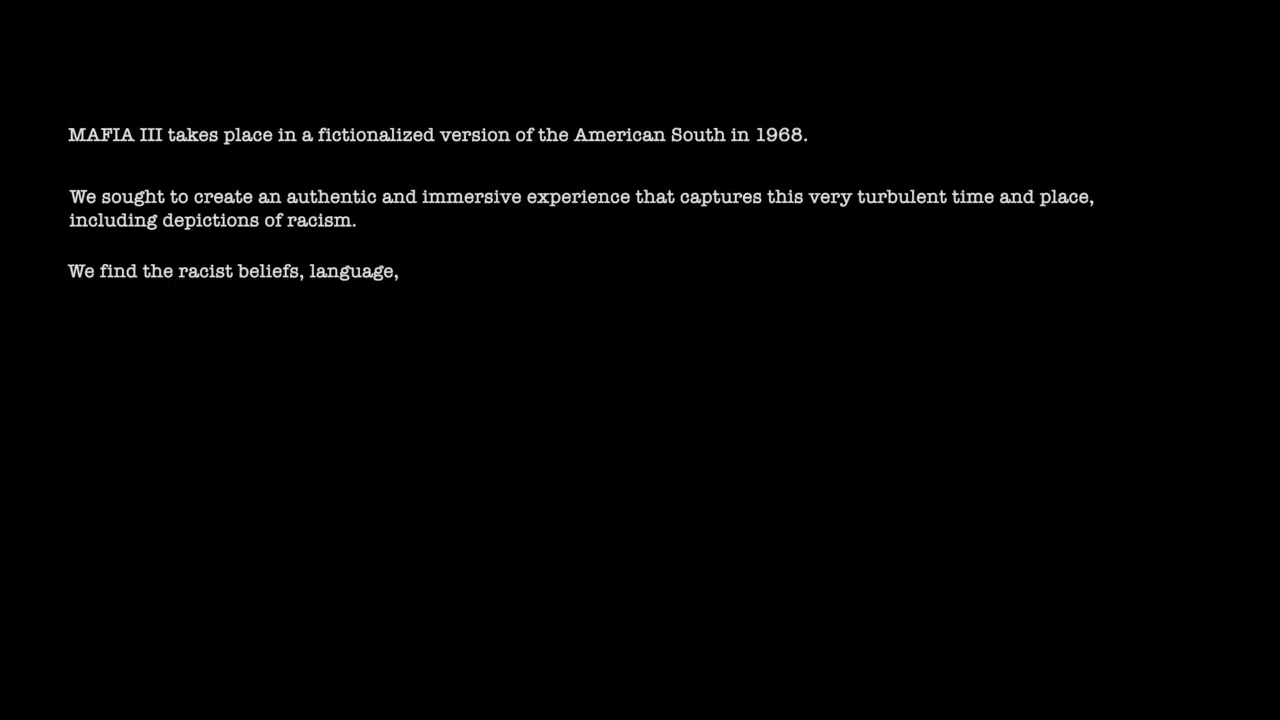 MAFIA III takes place in a fictionalized version of the American South in 1968.
We sought to create an authentic and immersive experience that captures this very turbulent time and place,
including depictions of racism.
We find the racist beliefs, language,